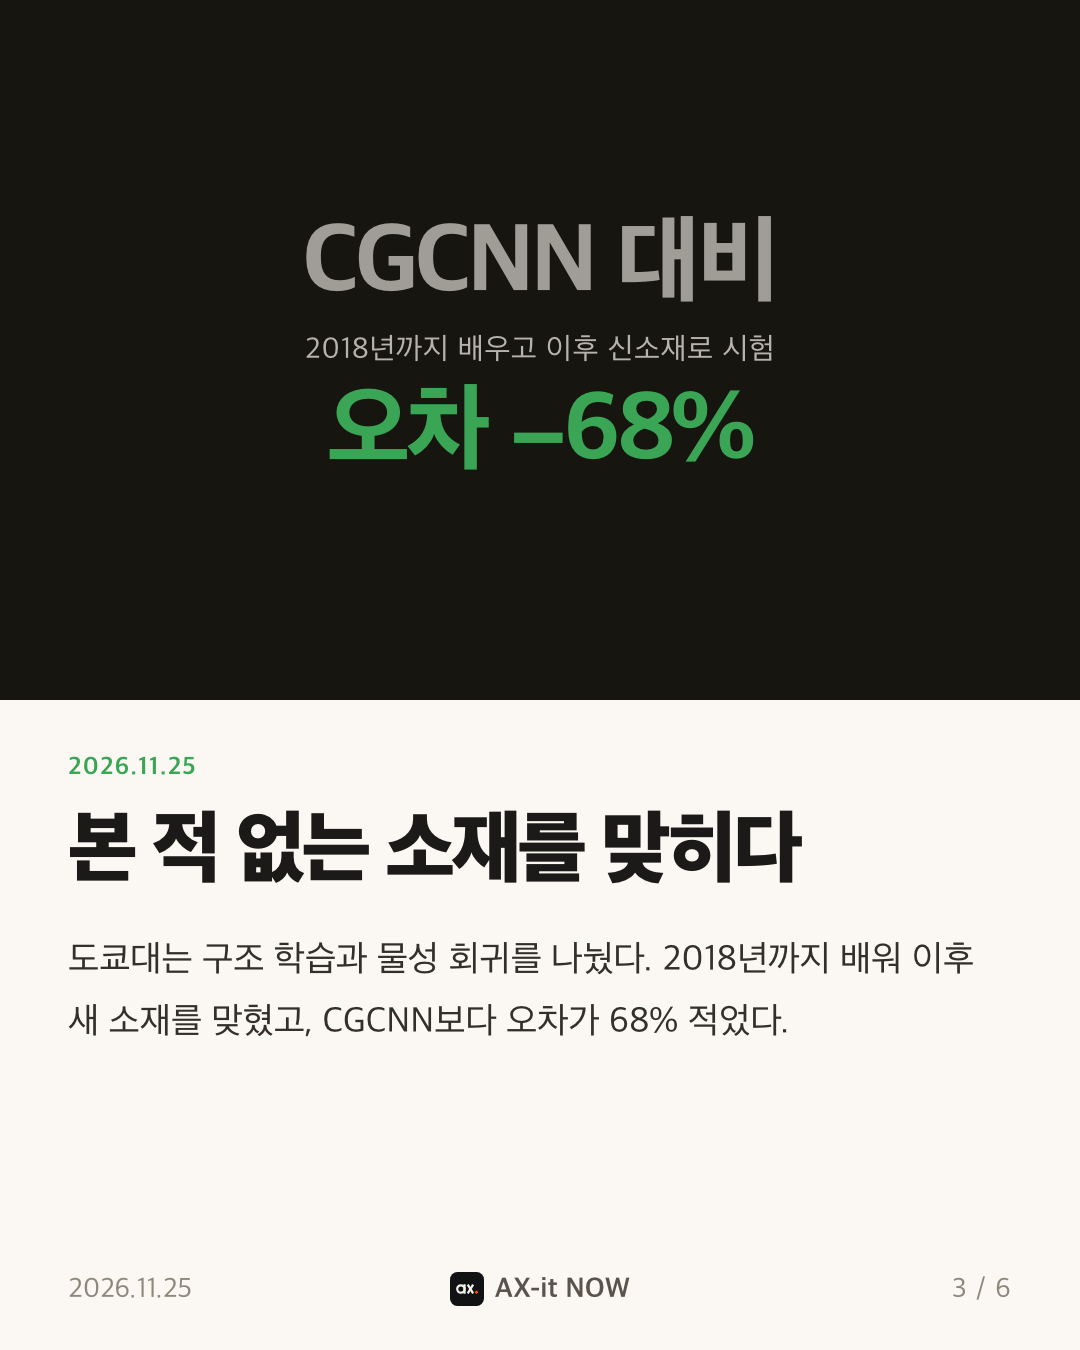 CGCNN 대비
2018년까지 배우고 이후 신소재로 시험
오차 –68%
2026.11.25
본 적 없는 소재를 맞히다
도쿄대는 구조 학습과 물성 회귀를 나눴다. 2018년까지 배워 이후
새 소재를 맞혔고, CGCNN보다 오차가 68% 적었다.
2026.11.25
ax. AX-it NOW
3 / 6